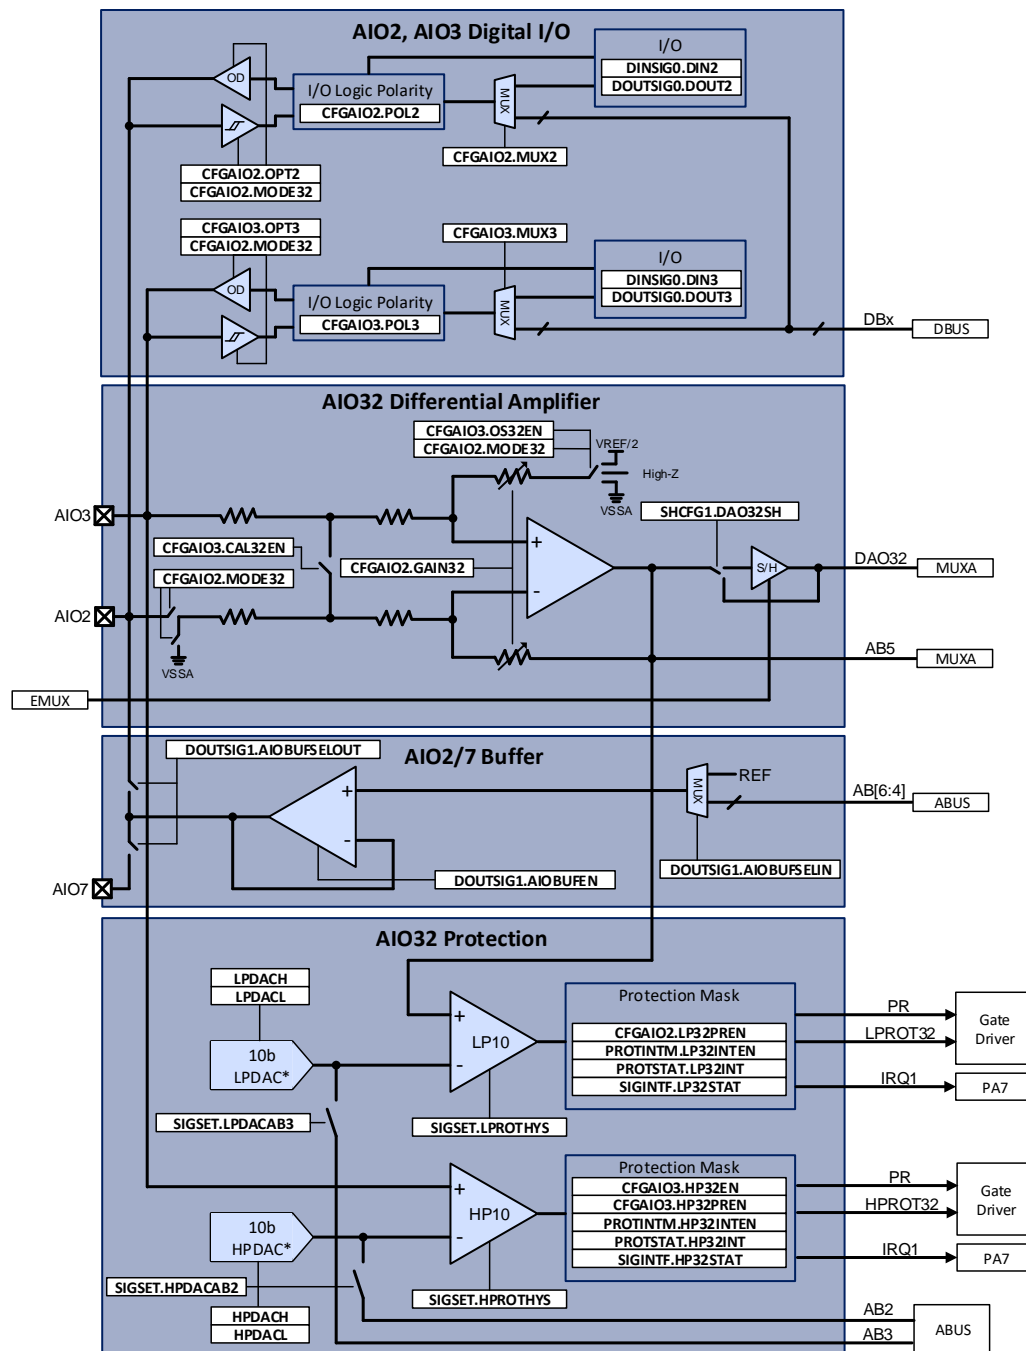 AIO2, AIO3 Digital I/O
I/O
DINSIG0.DIN2
DOUTSIG0.DOUT2
OD
I/O Logic Polarity
CFGAIO2.POL2
MUX
CFGAIO2.MUX2
CFGAIO2.OPT2
CFGAIO2.MODE32
CFGAIO3.OPT3
CFGAIO2.MODE32
CFGAIO3.MUX3
I/O
DINSIG0.DIN3
DOUTSIG0.DOUT3
OD
I/O Logic Polarity
CFGAIO3.POL3
MUX
DBx
DBUS
AIO32 Differential Amplifier
CFGAIO3.OS32EN
CFGAIO2.MODE32
VREF/2
High-Z
VSSA
AIO3
SHCFG1.DAO32SH
CFGAIO3.CAL32EN
CFGAIO2.MODE32
CFGAIO2.GAIN32
+
-
S/H
DAO32
MUXA
AIO2
VSSA
AB5
MUXA
EMUX
AIO2/7 Buffer
DOUTSIG1.AIOBUFSELOUT
+
-
MUX
REF
AB[6:4]
ABUS
DOUTSIG1.AIOBUFEN
DOUTSIG1.AIOBUFSELIN
AIO7
AIO32 Protection
LPDACH
LPDACL
10b
LPDAC*
+
-
LP10
Protection Mask
CFGAIO2.LP32PREN
PROTINTM.LP32INTEN
PROTSTAT.LP32INT
SIGINTF.LP32STAT
PR
LPROT32
Gate
Driver
IRQ1
PA7
SIGSET.LPDACAB3
SIGSET.LPROTHYS
Protection Mask
CFGAIO3.HP32EN
CFGAIO3.HP32PREN
PROTINTM.HP32INTEN
PROTSTAT.HP32INT
SIGINTF.HP32STAT
+
-
HP10
10b
HPDAC*
PR
HPROT32
Gate
Driver
IRQ1
PA7
SIGSET.HPDACAB2
SIGSET.HPROTHYS
HPDACH
HPDACL
AB2
AB3
ABUS